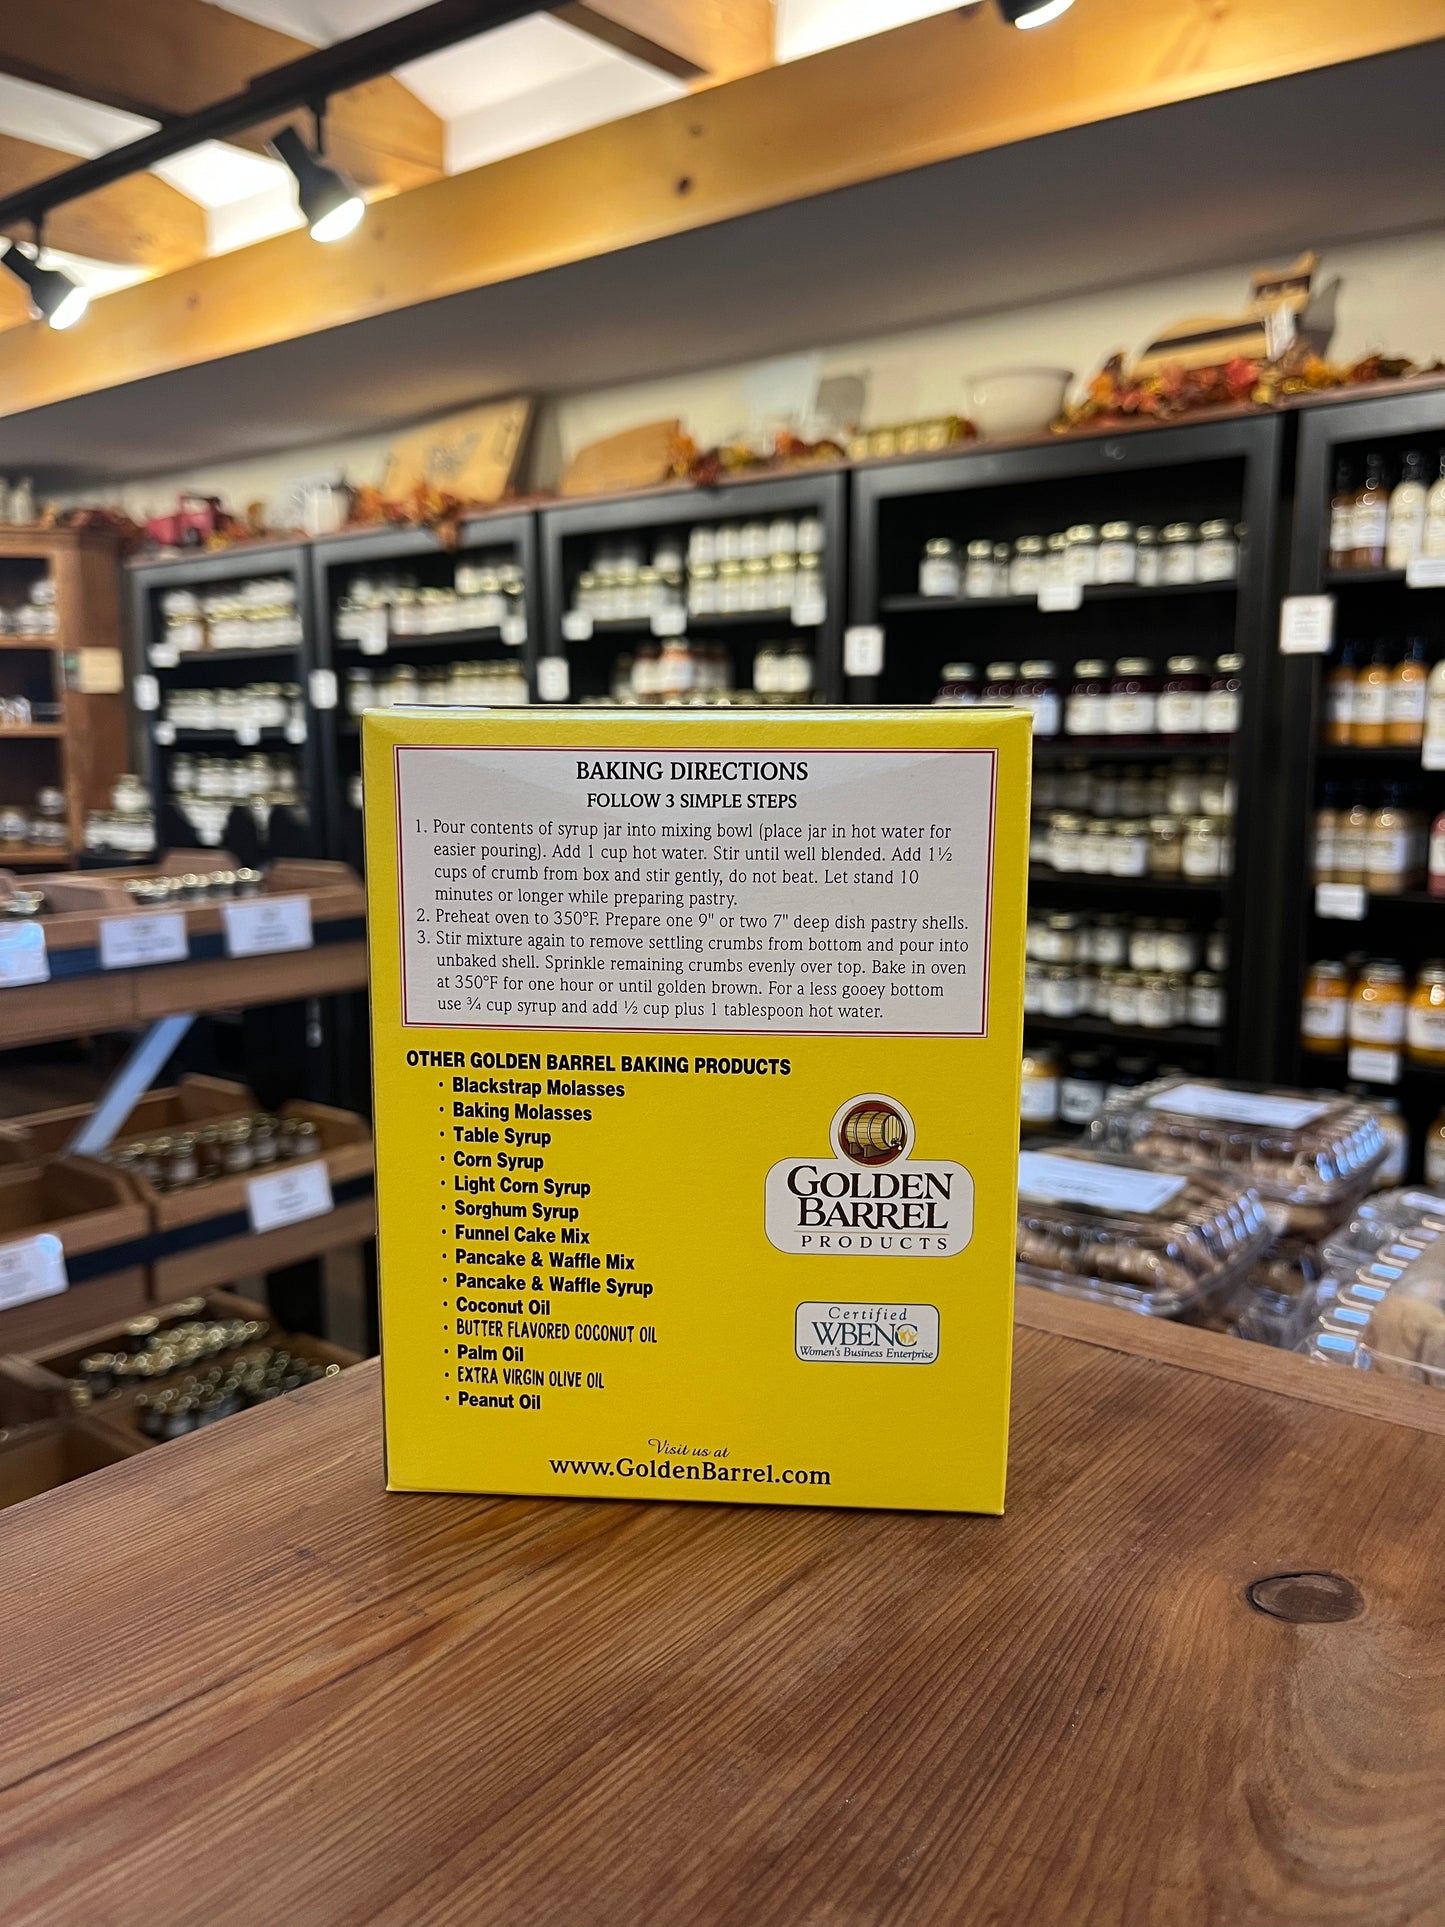 BAKING DIRECTIONS
FOLLOW 3 SIMPLE STEPS
1. Pour contents of syrup jar into mixing bowl (place jar in hot water for
easier pouring). Add 1 cup hot water. Stir until well blended. Add 1½
cups of crumb from box and stir gently, do not beat. Let stand 10
minutes or longer while preparing pastry.
2. Preheat oven to 350°F. Prepare one 9" or two 7" deep dish pastry shells.
3. Stir mixture again to remove settling crumbs from bottom and pour into
unbaked shell. Sprinkle remaining crumbs evenly over top. Bake in oven
at 350°F for one hour or until golden brown. For a less gooey bottom
use ¾ cup syrup and add ½ cup plus 1 tablespoon hot water.
OTHER GOLDEN BARREL BAKING PRODUCTS
· Blackstrap Molasses
· Baking Molasses
· Table Syrup
· Corn Syrup
· Light Corn Syrup
· Sorghum Syrup
· Funnel Cake Mix
· Pancake & Waffle Mix
· Pancake & Waffle Syrup
· Coconut Oil
· BUTTER FLAVORED COCONUT OIL
· Palm Oil
· EXTRA VIRGIN OLIVE OIL
· Peanut Oil
GOLDEN
BARREL
PRODUCTS
Certified
WBENC
Women's Business Enterprise
Visit us at
www.GoldenBarrel.com